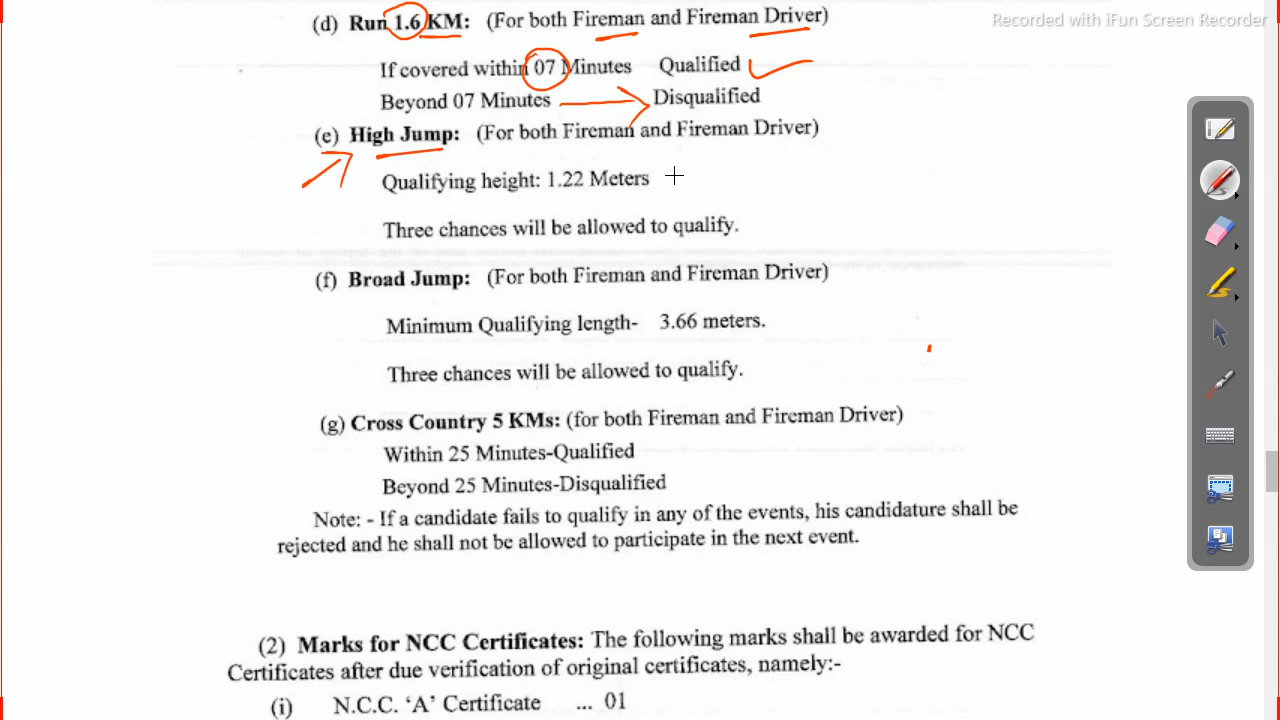 Recorded with iFun Screen Recorder
(d) Run 1.6 KM: (For both Fireman and Fireman Driver)
If covered within 07 Minutes Qualified
Beyond 07 Minutes Disqualified
(e) High Jump: (For both Fireman and Fireman Driver)
Qualifying height: 1.22 Meters
Three chances will be allowed to qualify.
(f) Broad Jump: (For both Fireman and Fireman Driver)
Minimum Qualifying length- 3.66 meters.
Three chances will be allowed to qualify.
(g) Cross Country 5 KMs: (for both Fireman and Fireman Driver)
Within 25 Minutes-Qualified
Beyond 25 Minutes-Disqualified
Note: - If a candidate fails to qualify in any of the events, his candidature shall be
rejected and he shall not be allowed to participate in the next event.
(2) Marks for NCC Certificates: The following marks shall be awarded for NCC
Certificates after due verification of original certificates, namely:-
(i) N.C.C. ‘A’ Certificate ... 01